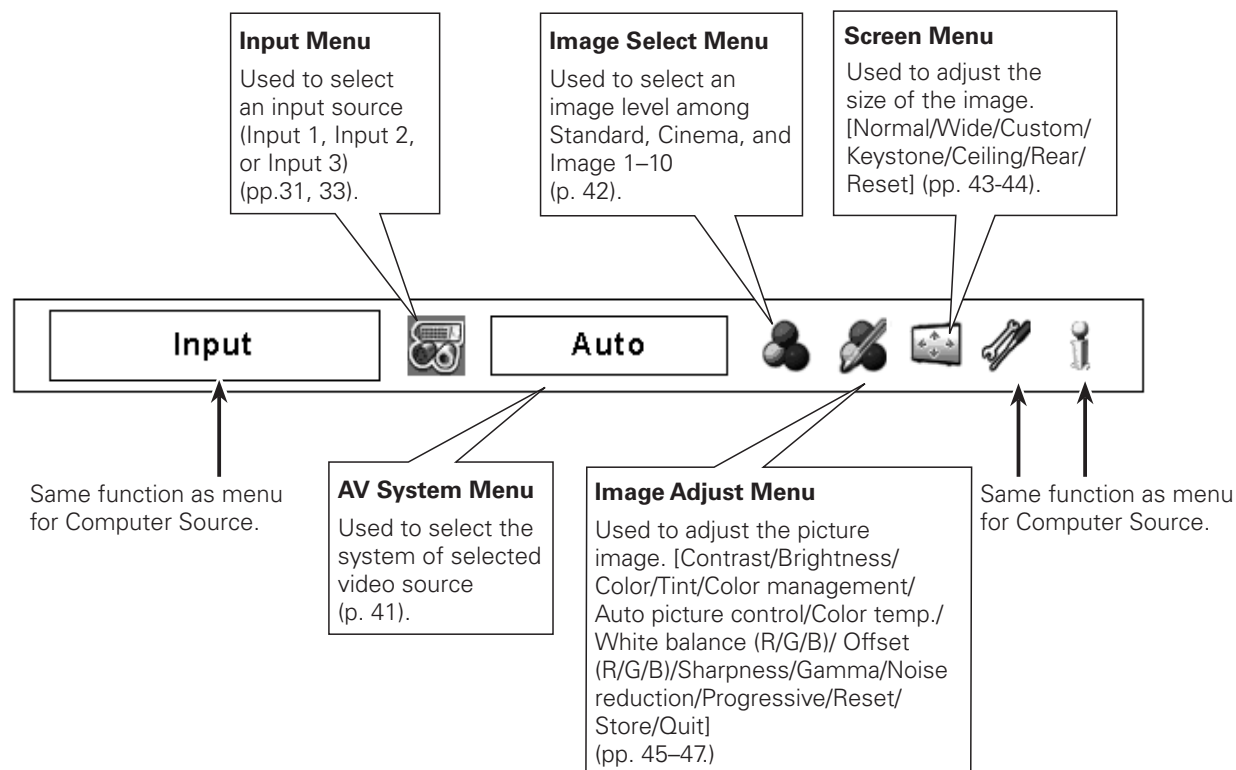 Input Menu
Used to select
an input source
(Input 1, Input 2,
or Input 3)
(pp.31, 33).
Image Select Menu
Used to select an
image level among
Standard, Cinema, and
Image 1–10
(p. 42).
Screen Menu
Used to adjust the
size of the image.
[Normal/Wide/Custom/
Keystone/Ceiling/Rear/
Reset] (pp. 43-44).
Input
Auto
Same function as menu
for Computer Source.
AV System Menu
Used to select the
system of selected
video source
(p. 41).
Image Adjust Menu
Used to adjust the picture
image. [Contrast/Brightness/
Color/Tint/Color management/
Auto picture control/Color temp./
White balance (R/G/B)/ Offset
(R/G/B)/Sharpness/Gamma/Noise
reduction/Progressive/Reset/
Store/Quit]
(pp. 45–47.)
Same function as menu
for Computer Source.